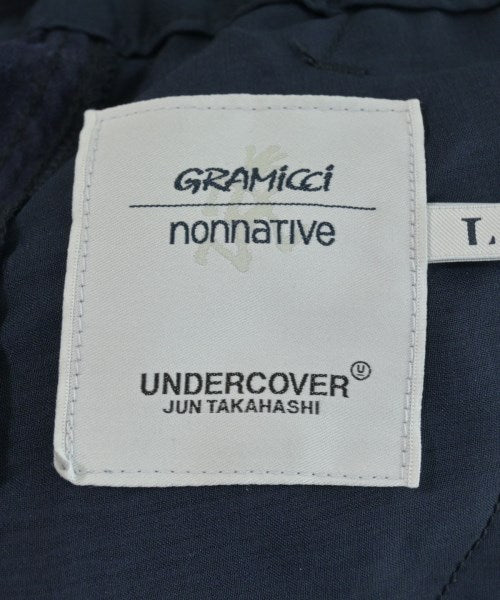 GRAMiCCi
nonnaTive
L
UNDERCOVER Ⓤ
JUN TAKAHASHI